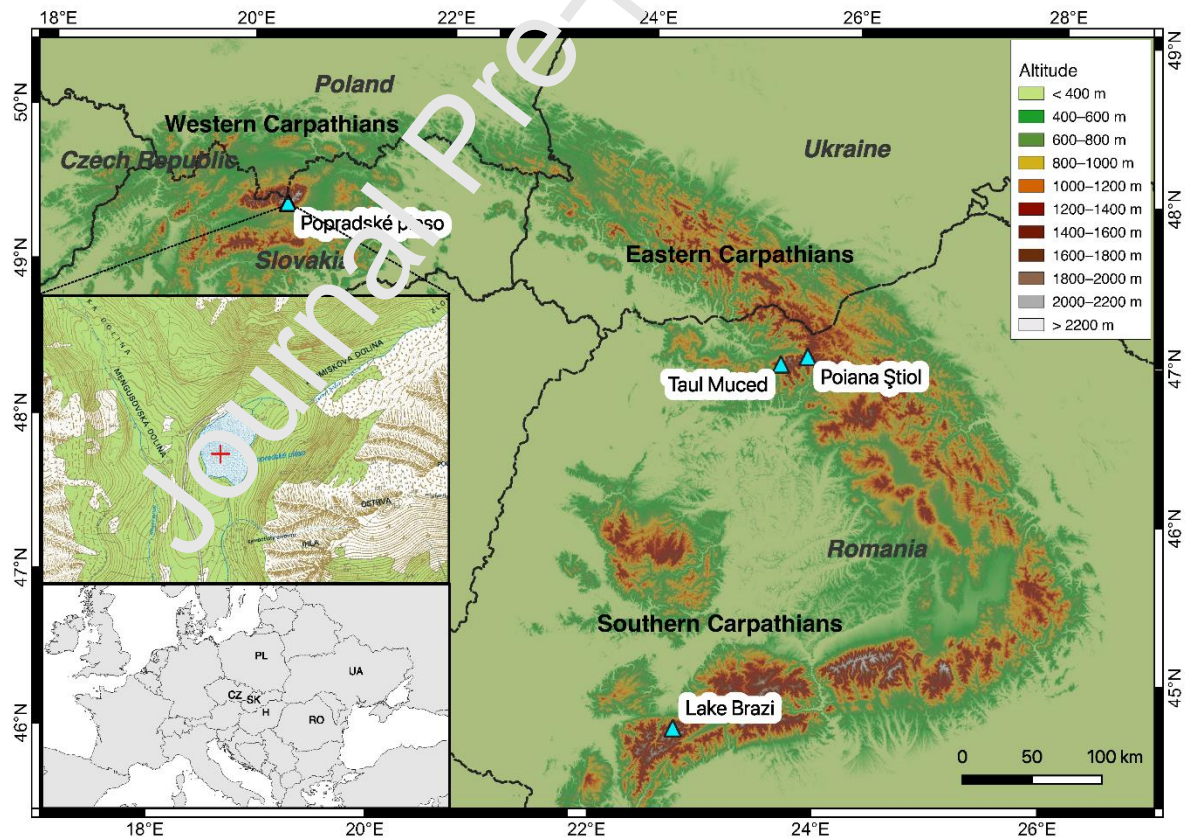 18°E 20°E 22°E 24°E 26°E 28°E
50°N
49°N
48°N
47°N
46°N
49°N
48°N
47°N
46°N
45°N
Poland
Western Carpathians
Czech Republic
Ukraine
Popradské pleso
Slovakia
Eastern Carpathians
Taul Muced
Poiana Ştiol
Romania
Southern Carpathians
Lake Brazi
Altitude
< 400 m
400–600 m
600–800 m
800–1000 m
1000–1200 m
1200–1400 m
1400–1600 m
1600–1800 m
1800–2000 m
2000–2200 m
> 2200 m
MENGUSOVSKÁ DOLINA
DOLINA
OSTRVA
IHLA
PL
UA
CZ
SK
H
RO
0 50 100 km
18°E 20°E 22°E 24°E 26°E
Journal Pre-